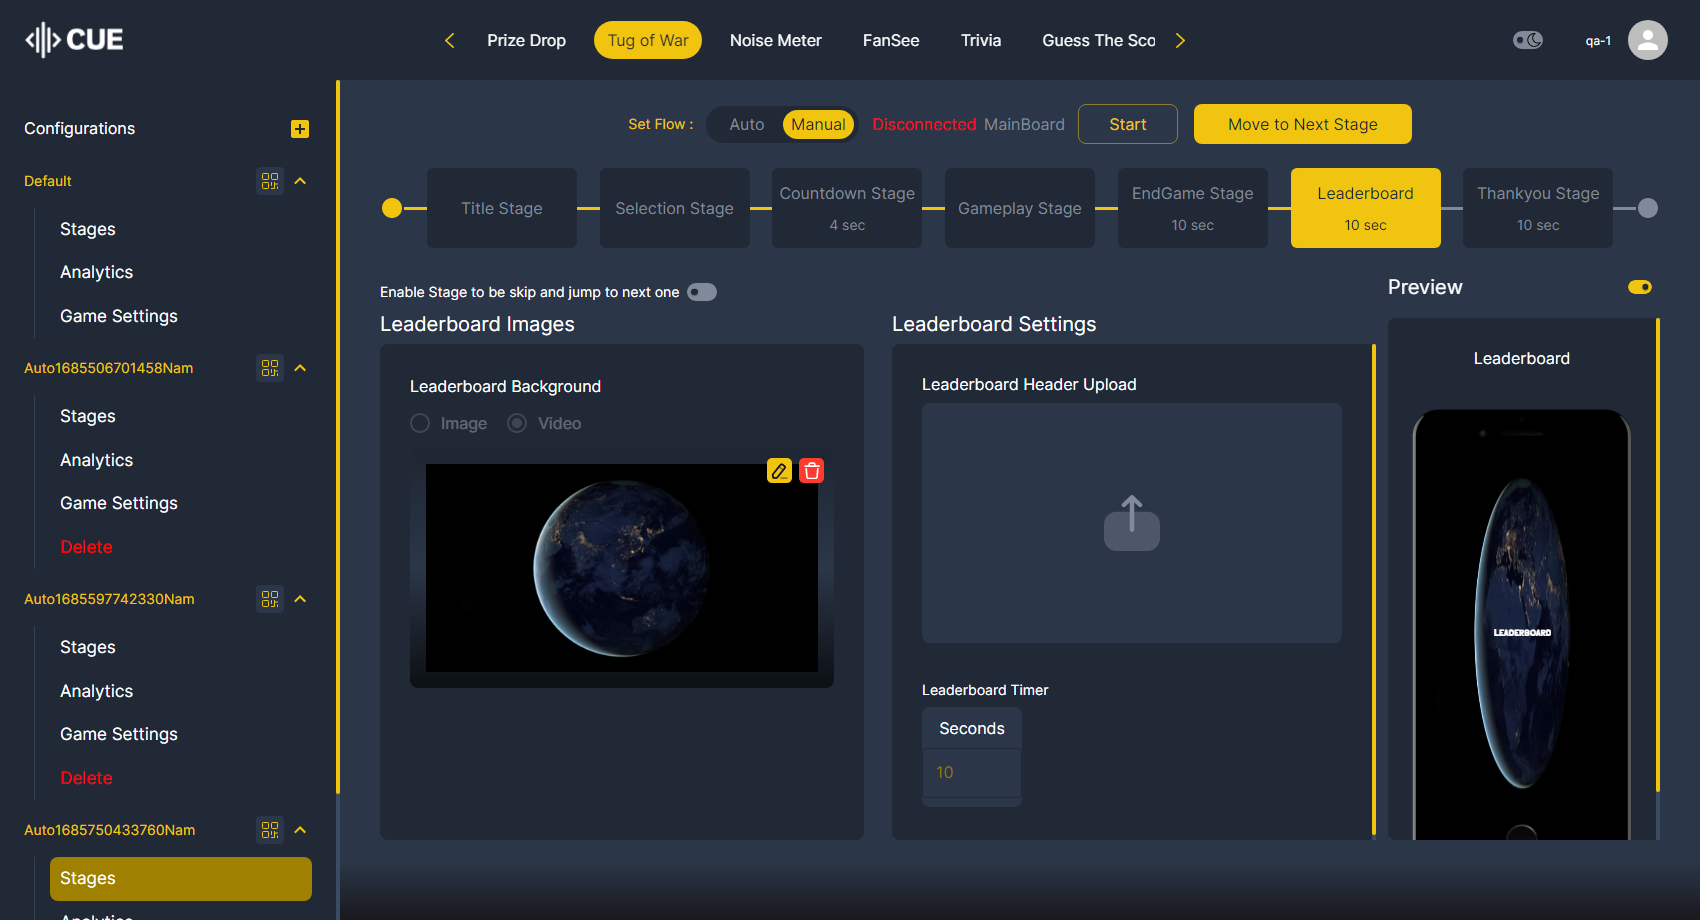 CUE
Prize Drop
Tug of War
Noise Meter
FanSee
Trivia
Guess The Sco
qa-1
Configurations
Default
Stages
Analytics
Game Settings
Auto1685506701458Nam
Stages
Analytics
Game Settings
Delete
Auto1685597742330Nam
Stages
Analytics
Game Settings
Delete
Auto1685750433760Nam
Stages
Analytics
Set Flow :
Auto
Manual
Disconnected MainBoard
Start
Move to Next Stage
Title Stage
Selection Stage
Countdown Stage
4 sec
Gameplay Stage
EndGame Stage
10 sec
Leaderboard
10 sec
Thankyou Stage
10 sec
Enable Stage to be skip and jump to next one
Leaderboard Images
Leaderboard Background
Image
Video
Leaderboard Settings
Leaderboard Header Upload
Leaderboard Timer
Seconds
10
Preview
Leaderboard
LEADERBOARD